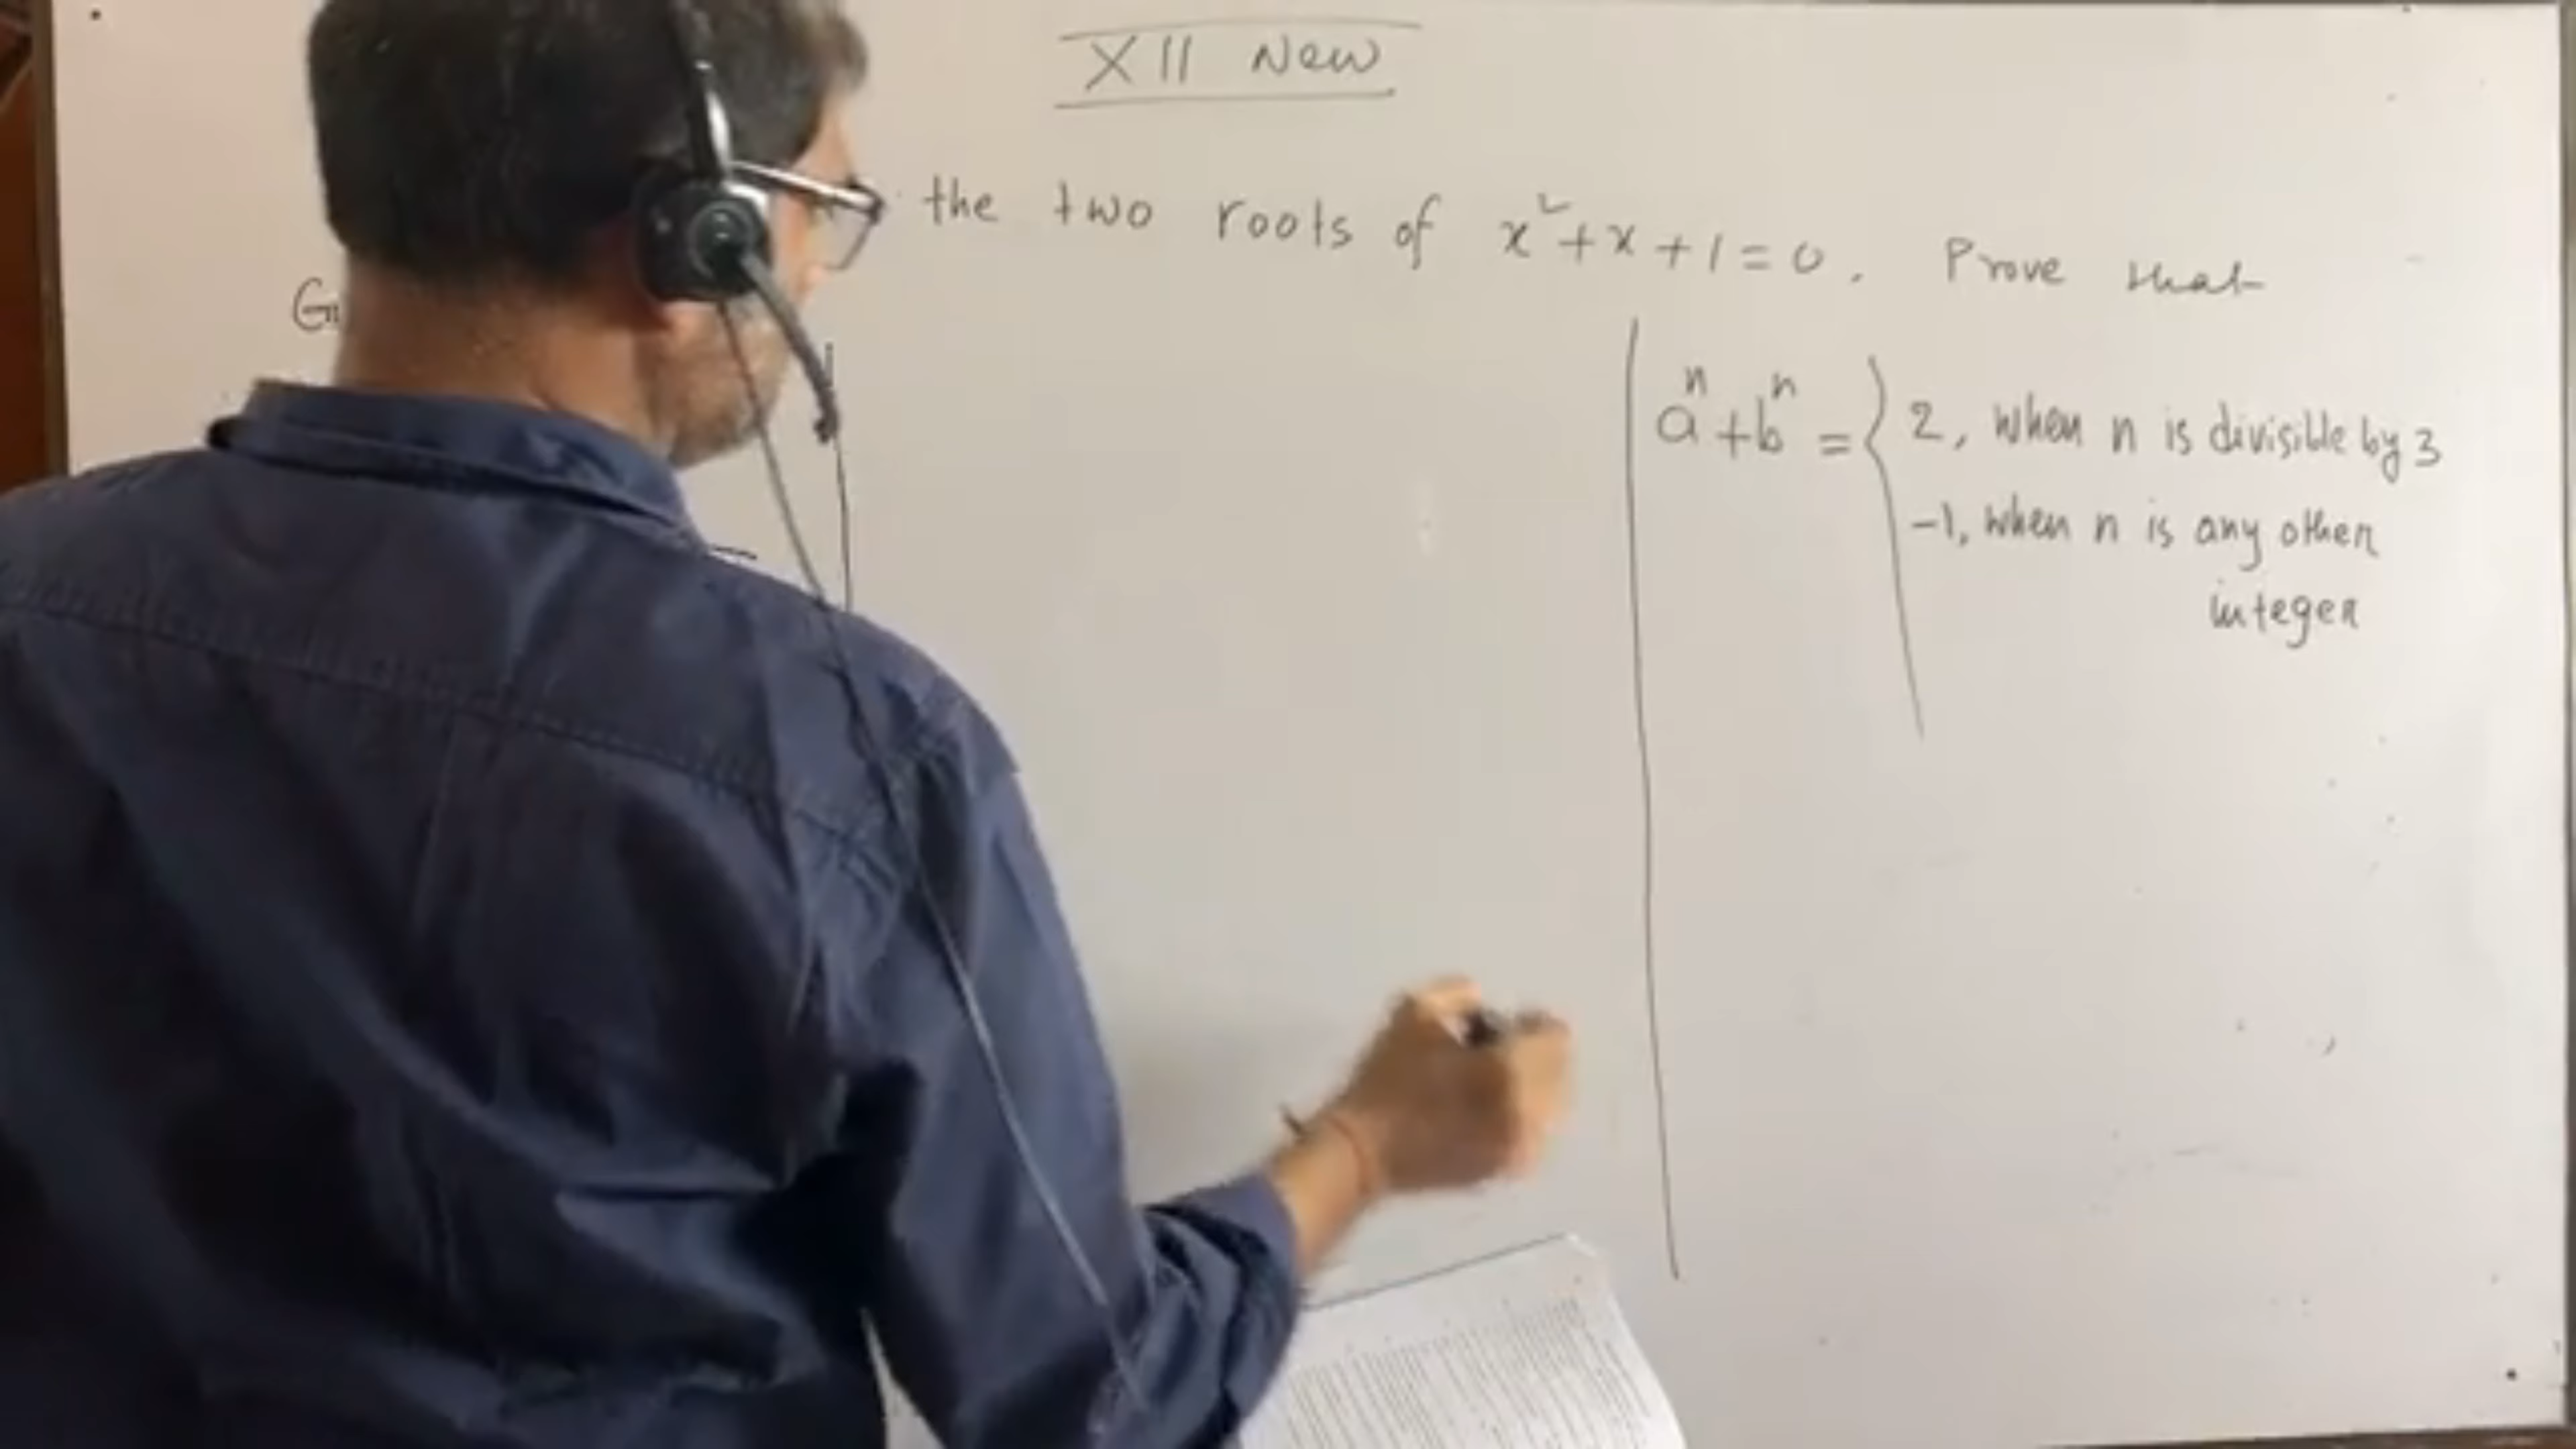 XII New
the two roots of x²+x+1=0. Prove that
aⁿ+bⁿ = { 2, when n is divisible by 3
-1, when n is any other
integer